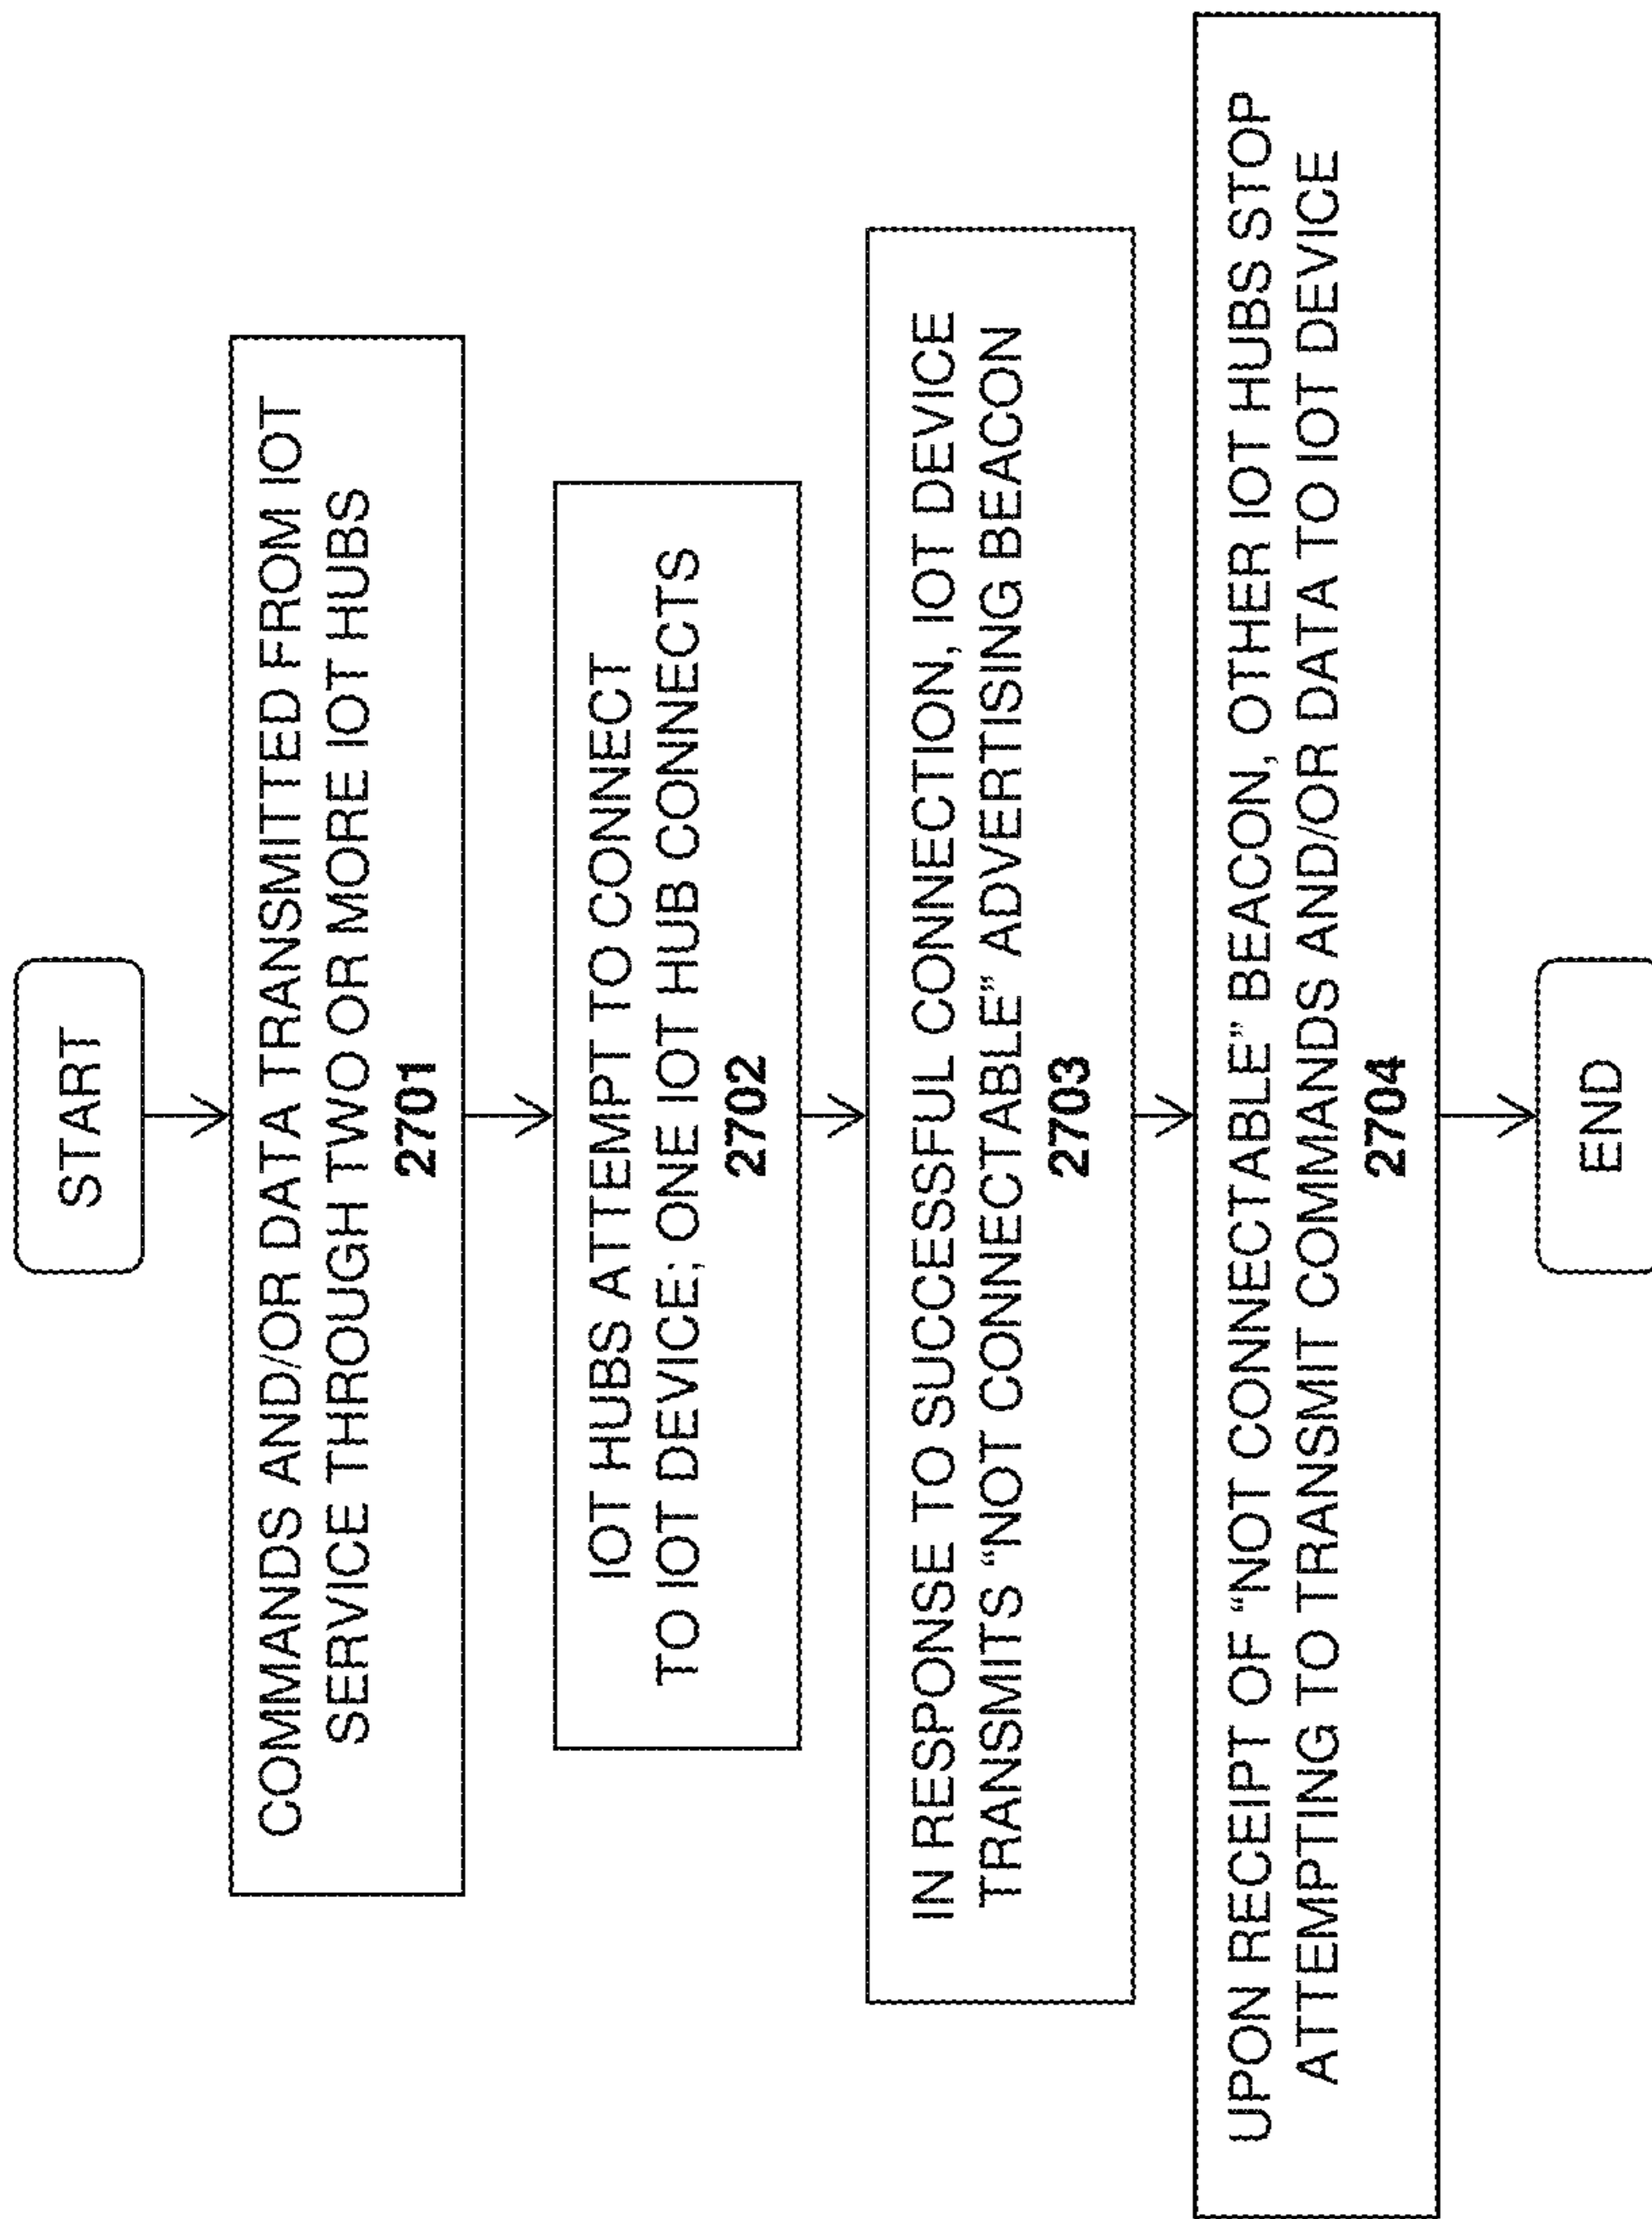 START
COMMANDS AND/OR DATA TRANSMITTED FROM IOT
SERVICE THROUGH TWO OR MORE IOT HUBS
2701
IOT HUBS ATTEMPT TO CONNECT
TO IOT DEVICE; ONE IOT HUB CONNECTS
2702
IN RESPONSE TO SUCCESSFUL CONNECTION, IOT DEVICE
TRANSMITS “NOT CONNECTABLE” ADVERTISING BEACON
2703
UPON RECEIPT OF “NOT CONNECTABLE” BEACON, OTHER IOT HUBS STOP
ATTEMPTING TO TRANSMIT COMMANDS AND/OR DATA TO IOT DEVICE
2704
END